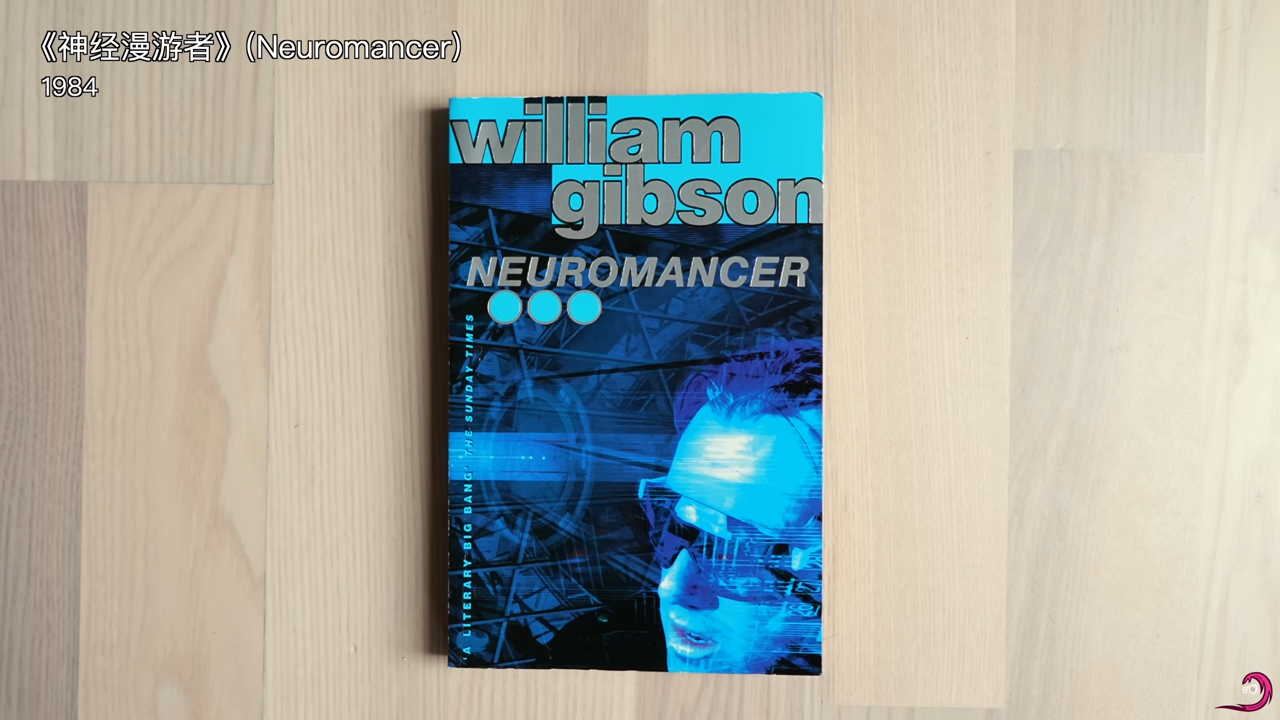 《神经漫游者》（Neuromancer）
1984
william
gibson
NEUROMANCER
'A LITERARY BIG BANG' THE SUNDAY TIMES